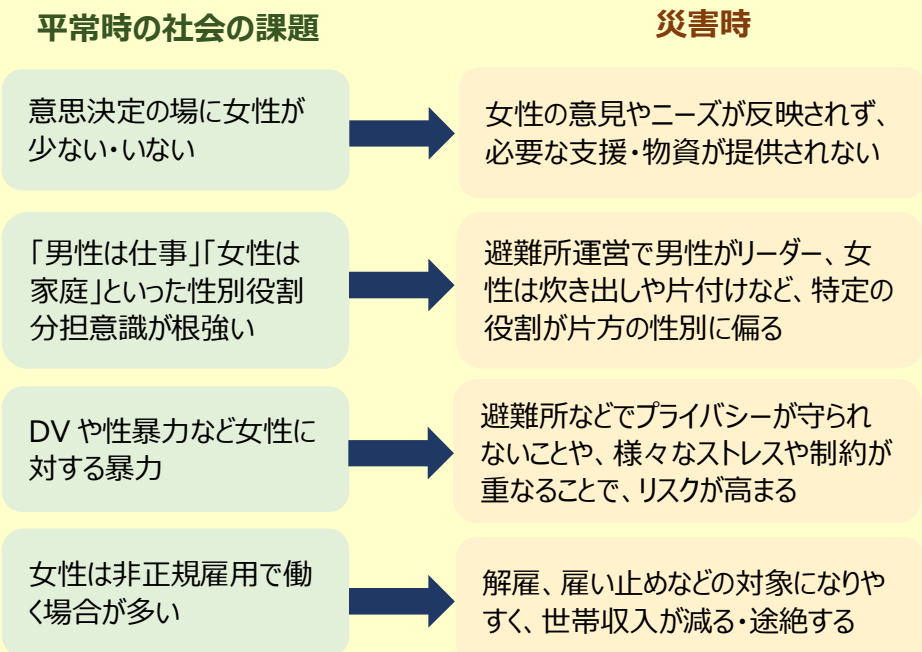 平常時の社会の課題
災害時
意思決定の場に女性が
少ない・いない
女性の意見やニーズが反映されず、
必要な支援・物資が提供されない
「男性は仕事」「女性は
家庭」といった性別役割
分担意識が根強い
避難所運営で男性がリーダー、女
性は炊き出しや片付けなど、特定の
役割が片方の性別に偏る
DV や性暴力など女性に
対する暴力
避難所などでプライバシーが守られ
ないことや、様々なストレスや制約が
重なることで、リスクが高まる
女性は非正規雇用で働
く場合が多い
解雇、雇い止めなどの対象になりや
すく、世帯収入が減る・途絶する